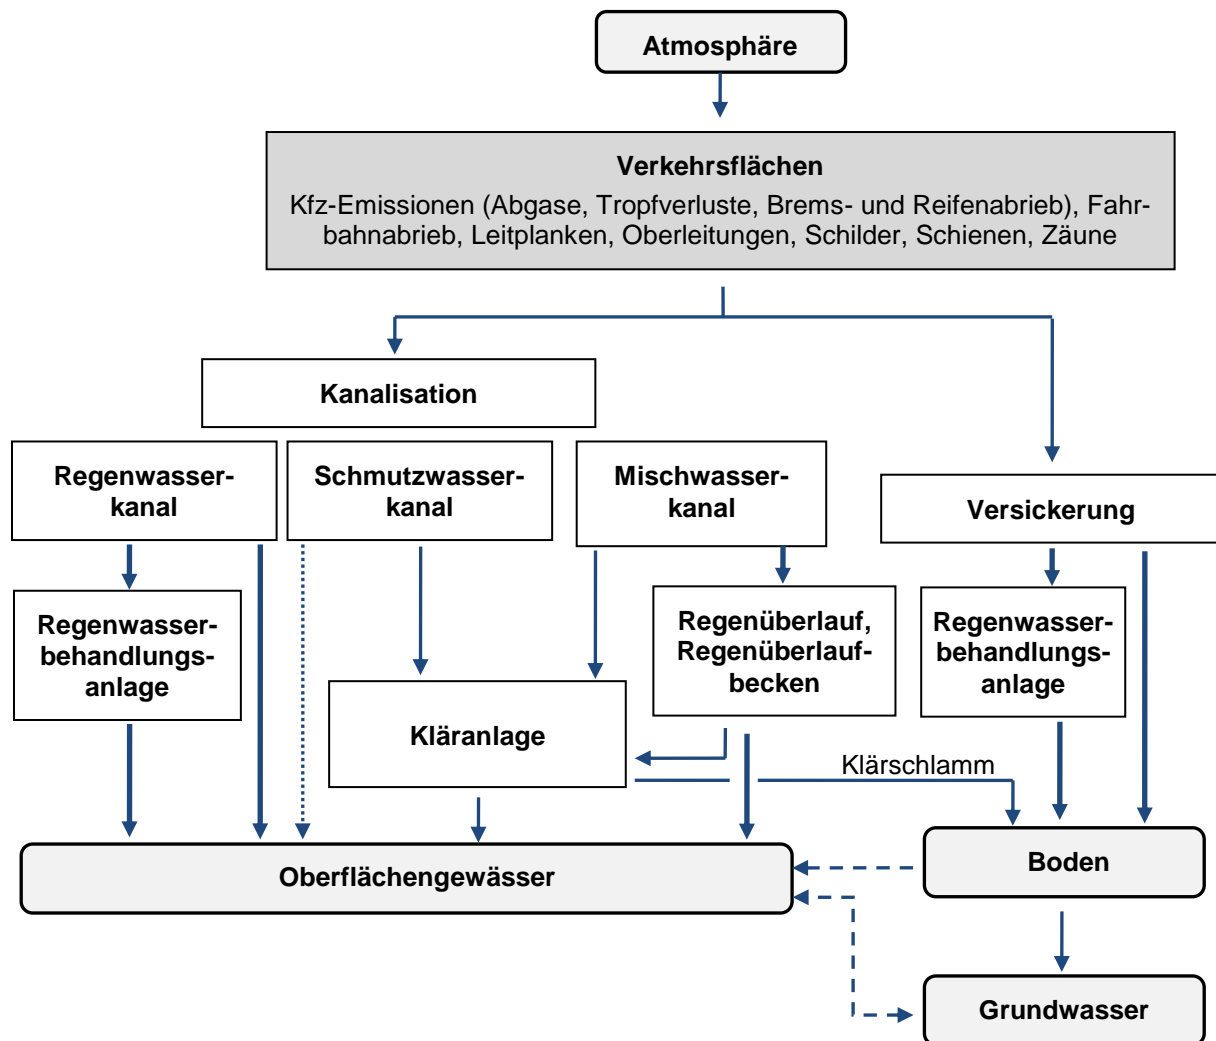 Atmosphäre
Verkehrsflächen
Kfz-Emissionen (Abgase, Tropfverluste, Brems- und Reifenabrieb), Fahr-
bahnabrieb, Leitplanken, Oberleitungen, Schilder, Schienen, Zäune
Kanalisation
Regenwasser-
kanal
Schmutzwasser-
kanal
Mischwasser-
kanal
Versickerung
Regenwasser-
behandlungs-
anlage
Regenüberlauf,
Regenüberlauf-
becken
Regenwasser-
behandlungs-
anlage
Kläranlage
Klärschlamm
Oberflächengewässer
Boden
Grundwasser